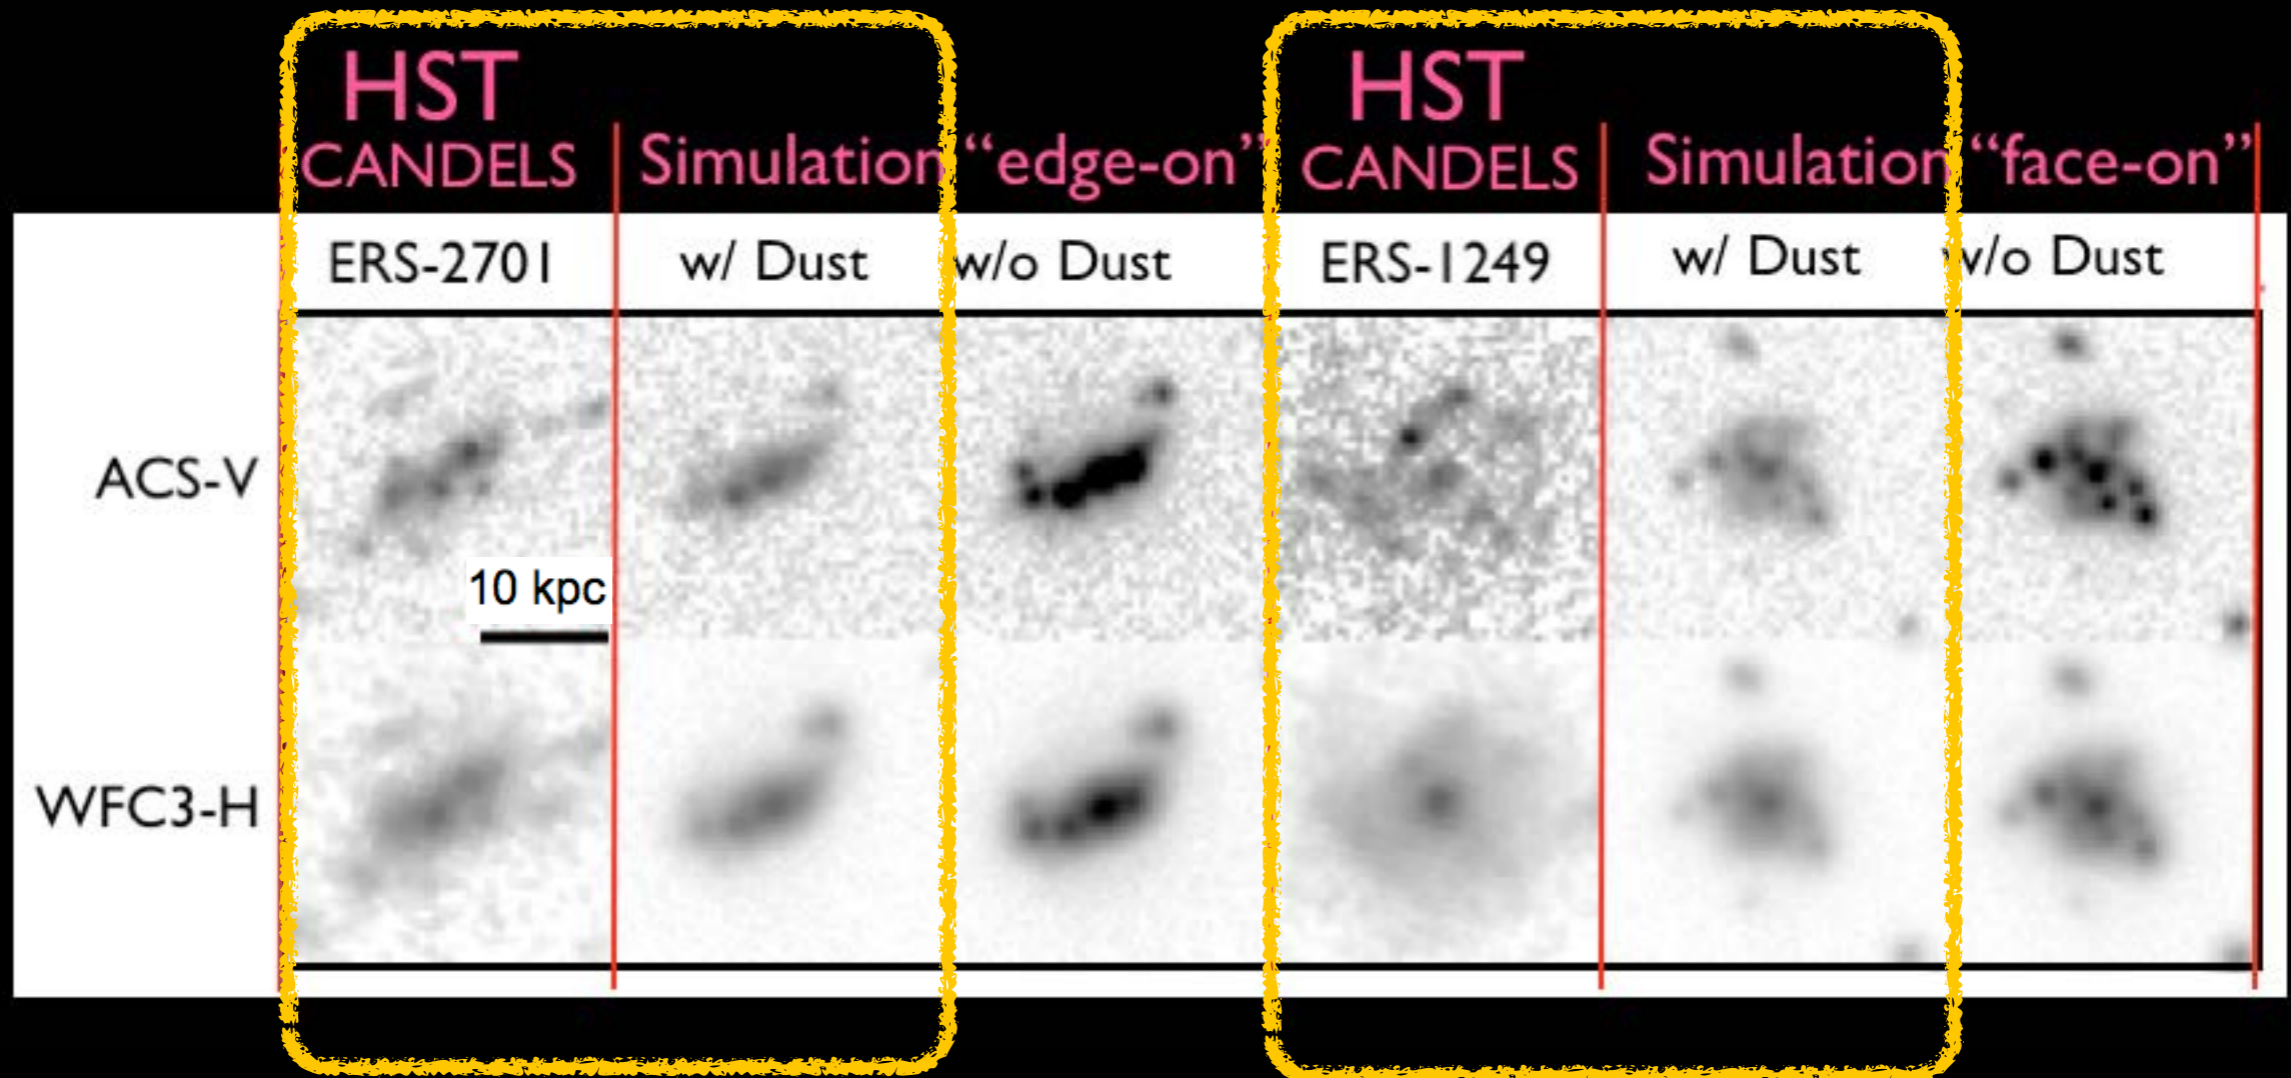 HST
CANDELS
Simulation “edge-on”
HST
CANDELS
Simulation “face-on”
ERS-2701
w/ Dust
w/o Dust
ERS-1249
w/ Dust
w/o Dust
ACS-V
10 kpc
WFC3-H